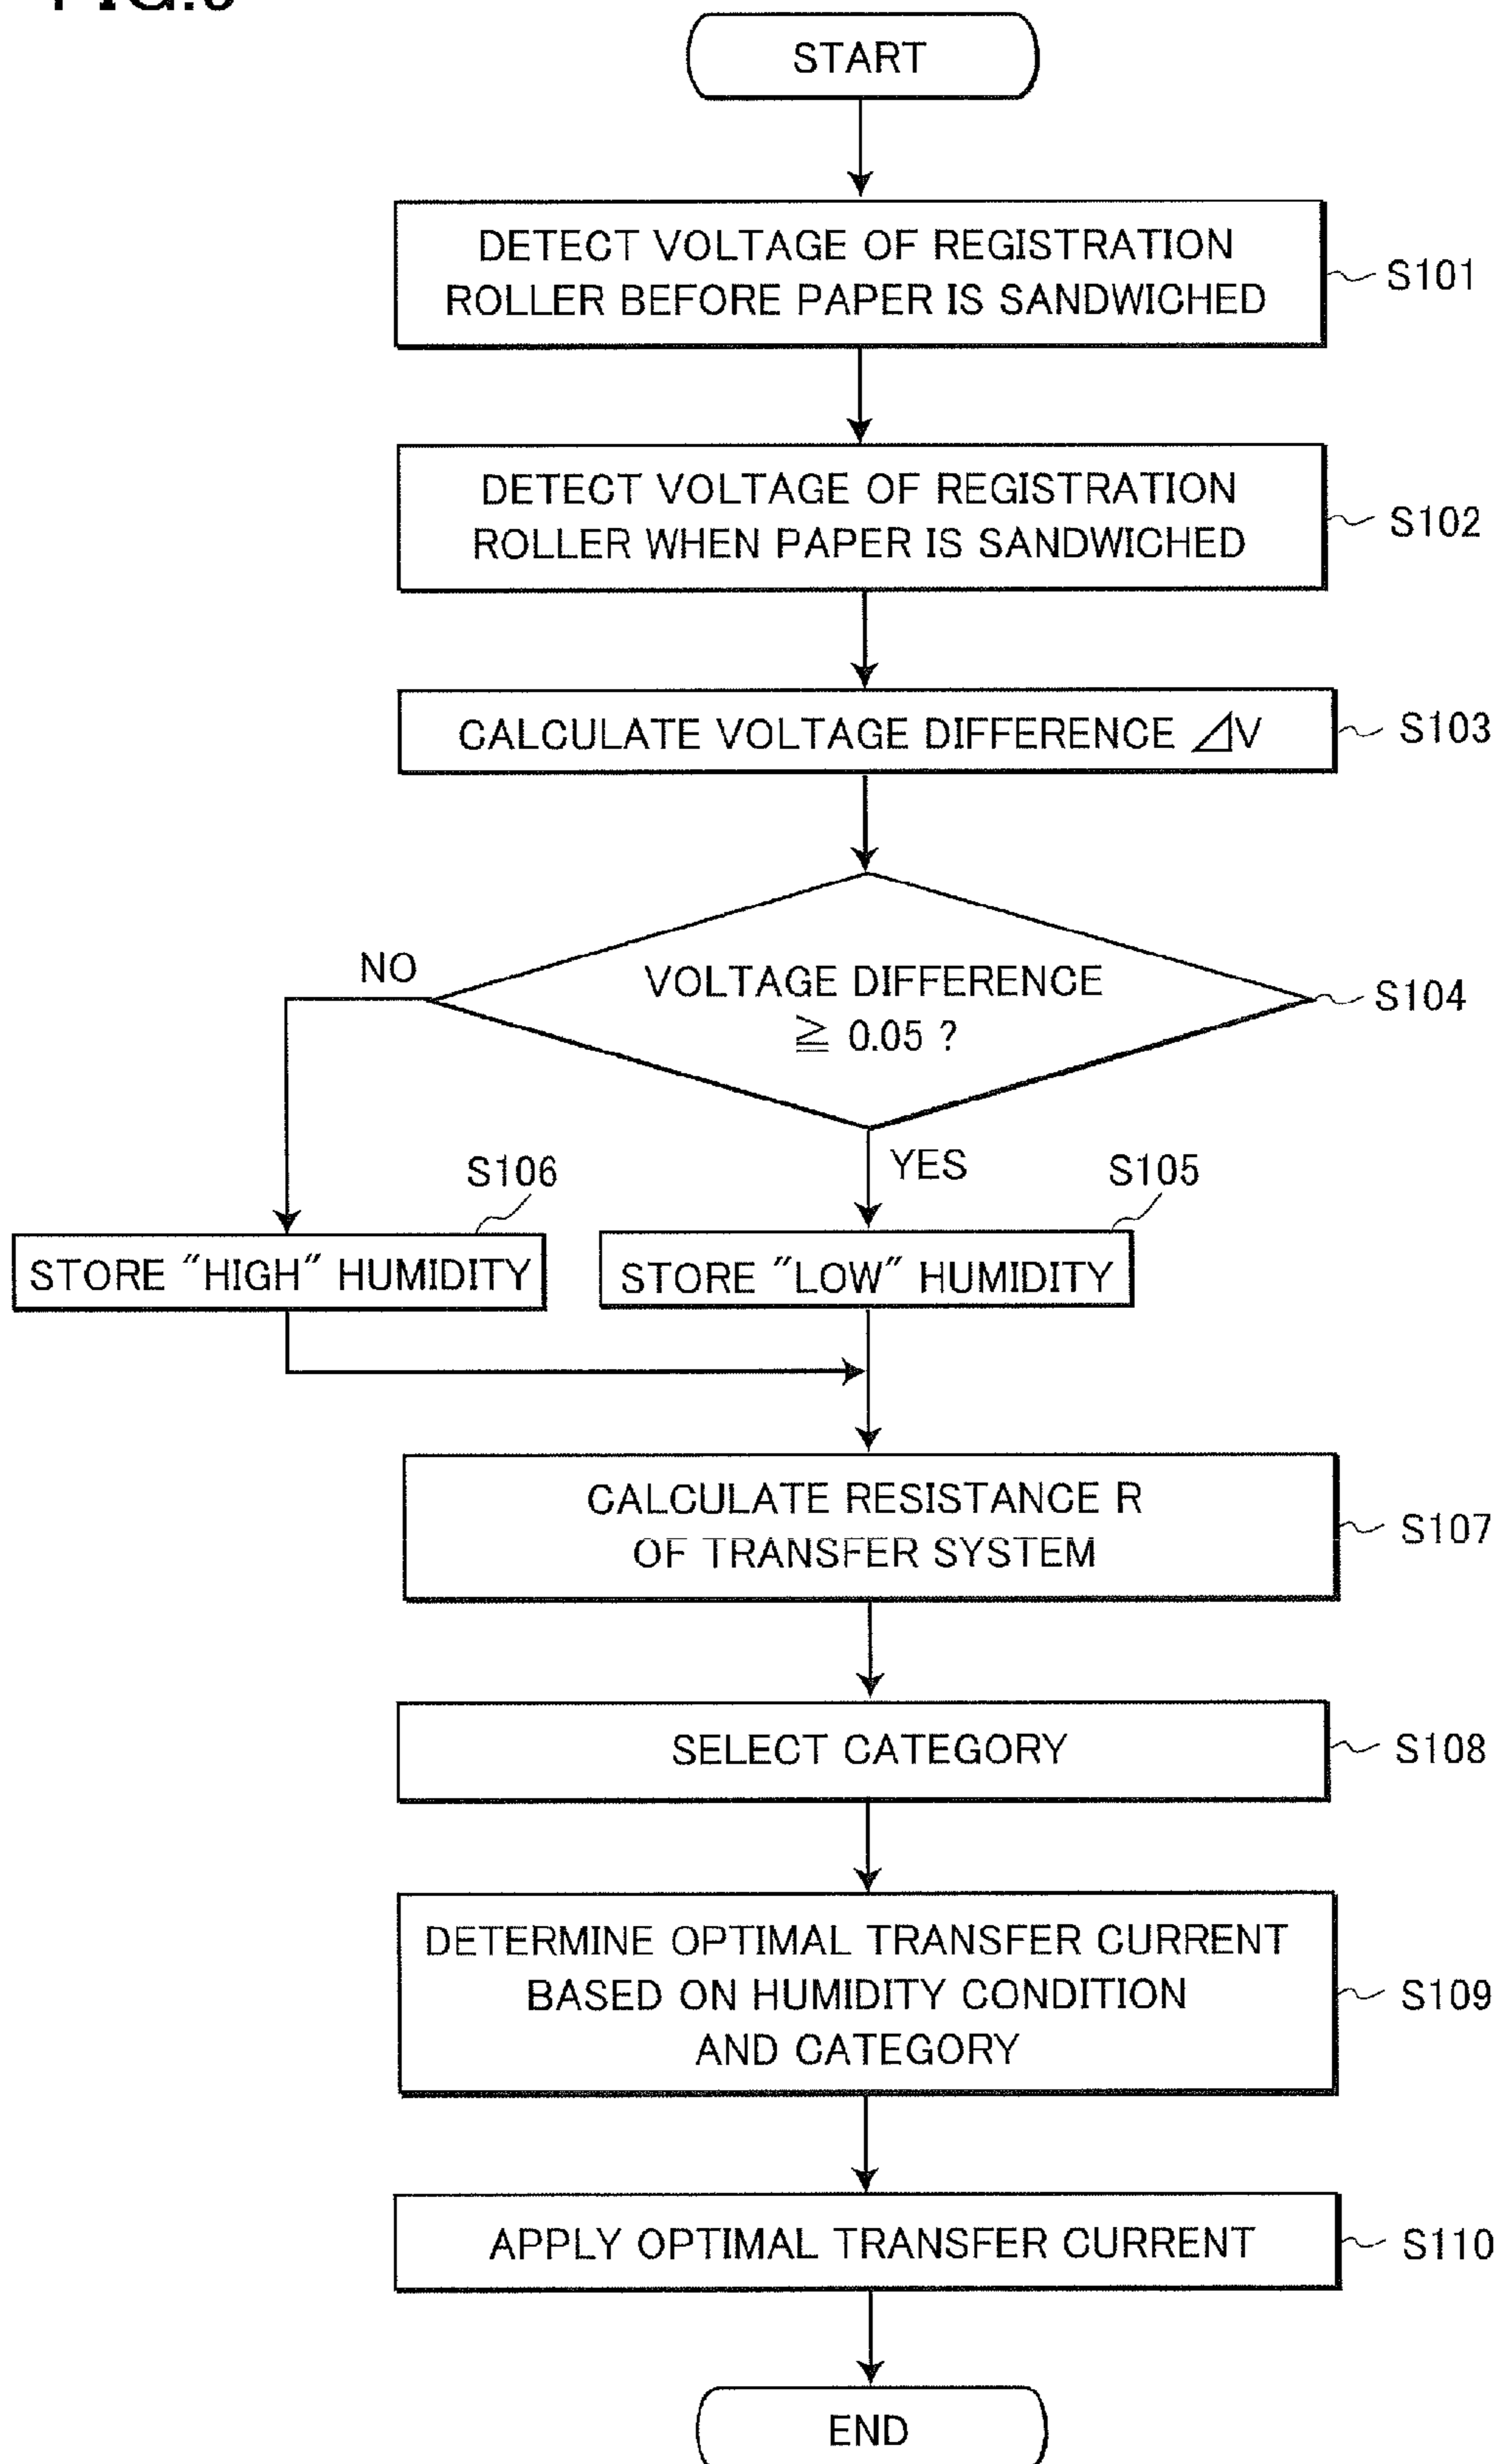 START
DETECT VOLTAGE OF REGISTRATION
ROLLER BEFORE PAPER IS SANDWICHED
S101
DETECT VOLTAGE OF REGISTRATION
ROLLER WHEN PAPER IS SANDWICHED
S102
CALCULATE VOLTAGE DIFFERENCE ⊿V
S103
NO
VOLTAGE DIFFERENCE
≧ 0.05 ?
S104
YES
S106
S105
STORE "HIGH" HUMIDITY
STORE "LOW" HUMIDITY
CALCULATE RESISTANCE R
OF TRANSFER SYSTEM
S107
SELECT CATEGORY
S108
DETERMINE OPTIMAL TRANSFER CURRENT
BASED ON HUMIDITY CONDITION
AND CATEGORY
S109
APPLY OPTIMAL TRANSFER CURRENT
S110
END